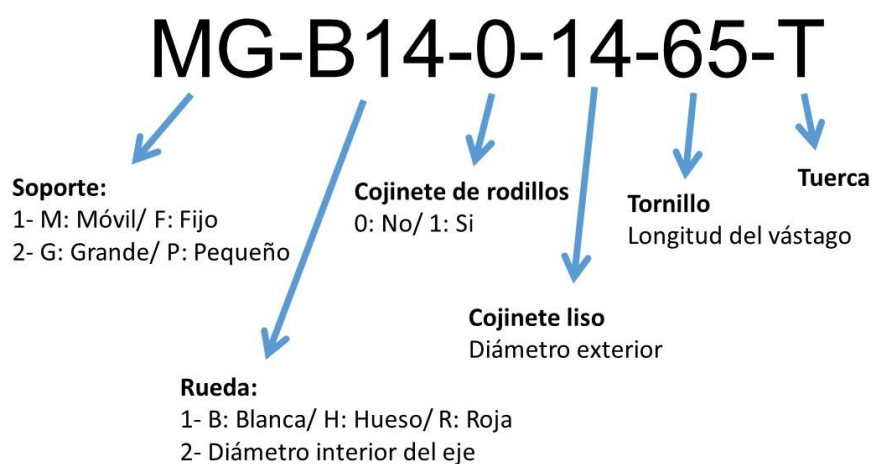 MG-B14-0-14-65-T
Soporte:
1- M: Móvil/ F: Fijo
2- G: Grande/ P: Pequeño
Cojinete de rodillos
0: No/ 1: Si
Tornillo
Longitud del vástago
Tuerca
Cojinete liso
Diámetro exterior
Rueda:
1- B: Blanca/ H: Hueso/ R: Roja
2- Diámetro interior del eje